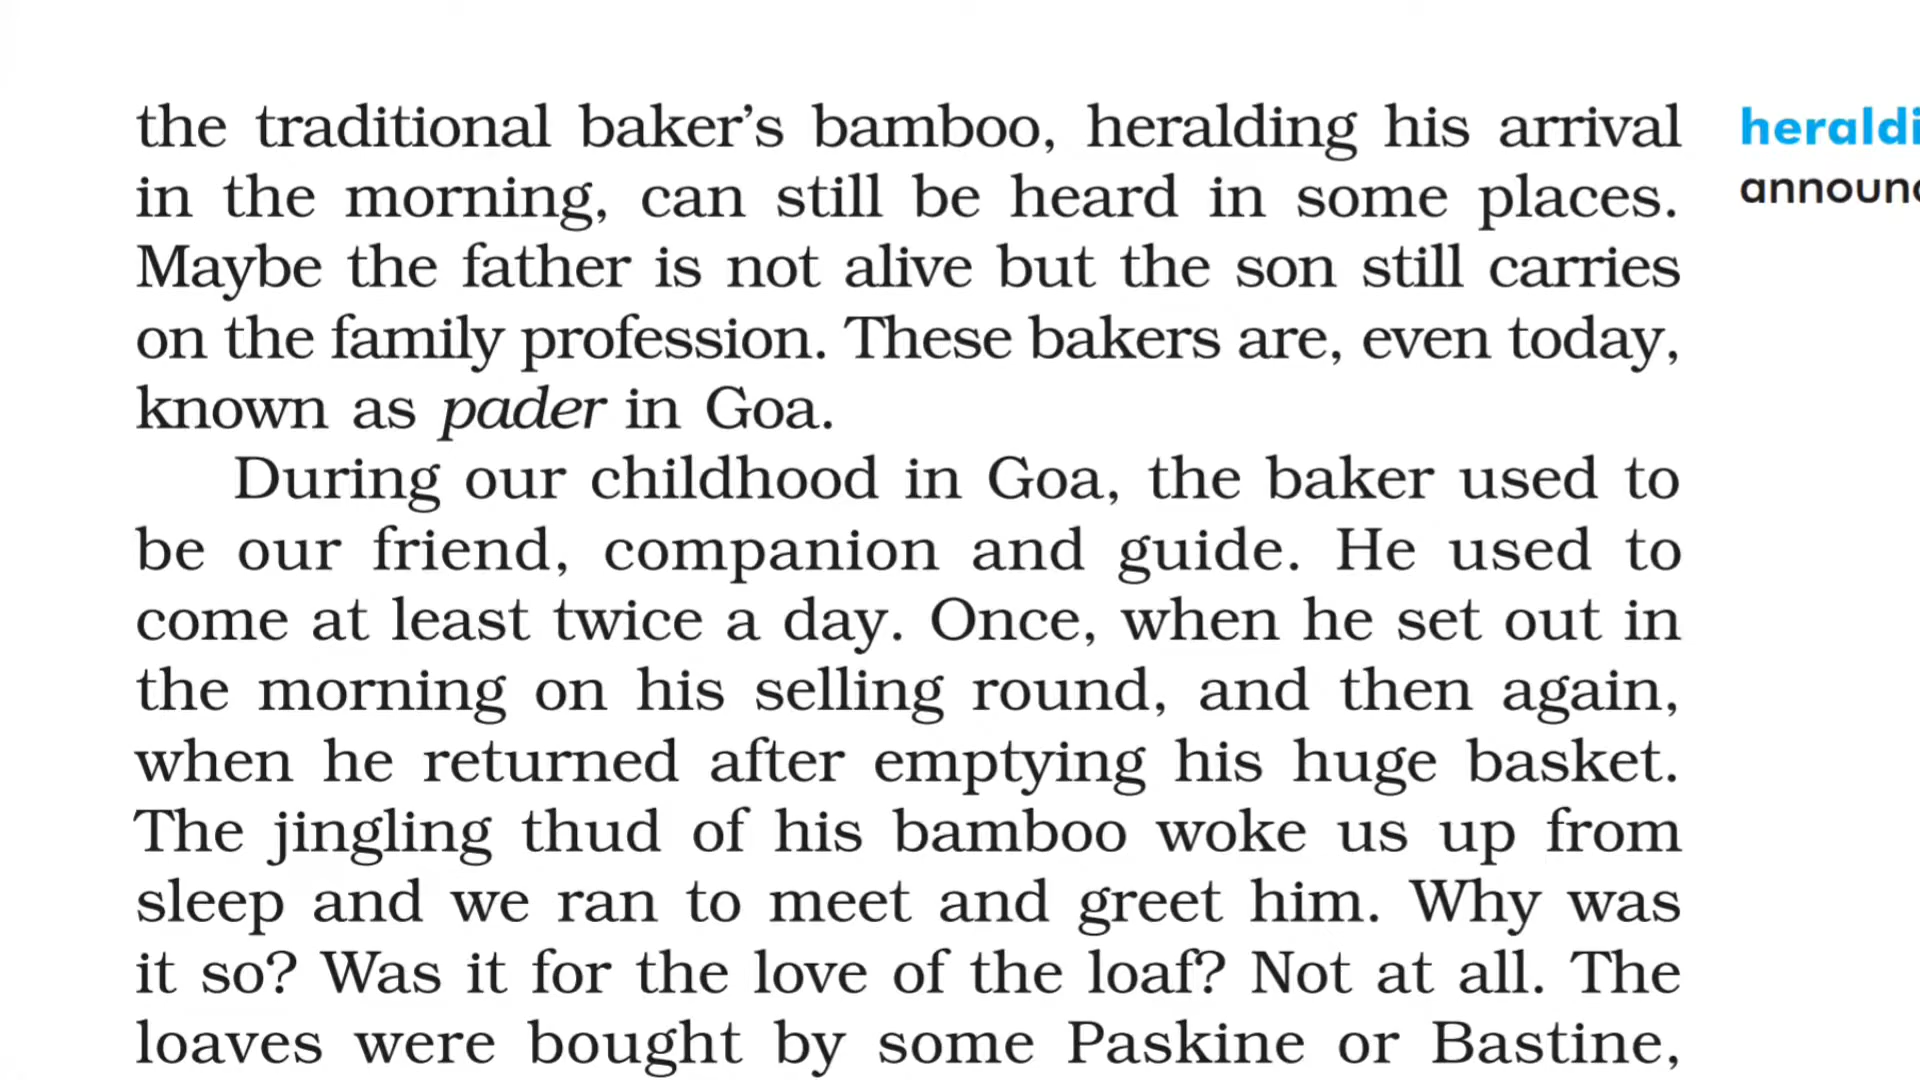 the traditional baker's bamboo, heralding his arrival
in the morning, can still be heard in some places.
Maybe the father is not alive but the son still carries
on the family profession. These bakers are, even today,
known as pader in Goa.
During our childhood in Goa, the baker used to
be our friend, companion and guide. He used to
come at least twice a day. Once, when he set out in
the morning on his selling round, and then again,
when he returned after emptying his huge basket.
The jingling thud of his bamboo woke us up from
sleep and we ran to meet and greet him. Why was
it so? Was it for the love of the loaf? Not at all. The
loaves were bought by some Paskine or Bastine,
heraldi
announc